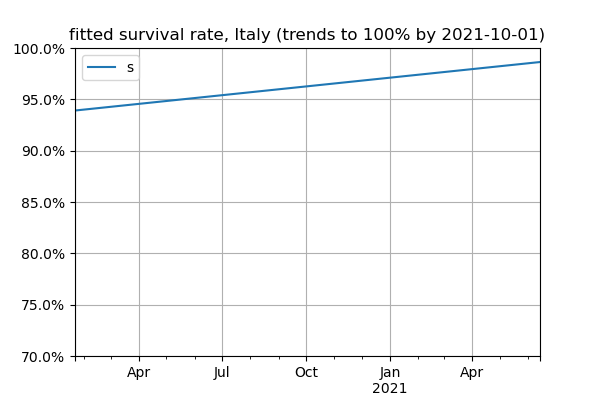 fitted survival rate, Italy (trends to 100% by 2021-10-01)
100.0%
s
95.0%
90.0%
85.0%
80.0%
75.0%
70.0%
Apr Jul Oct Jan Apr
2021